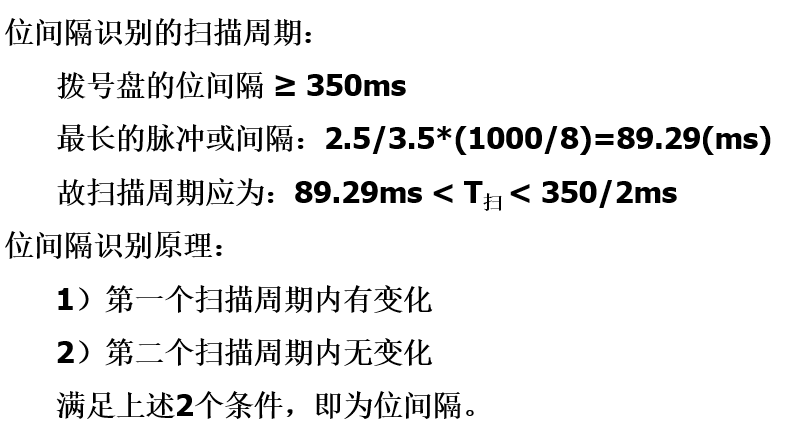 位间隔识别的扫描周期：
拨号盘的位间隔 ≥ 350ms
最长的脉冲或间隔：2.5/3.5*(1000/8)=89.29(ms)
故扫描周期应为：89.29ms < T扫 < 350/2ms
位间隔识别原理：
1）第一个扫描周期内有变化
2）第二个扫描周期内无变化
满足上述2个条件，即为位间隔。